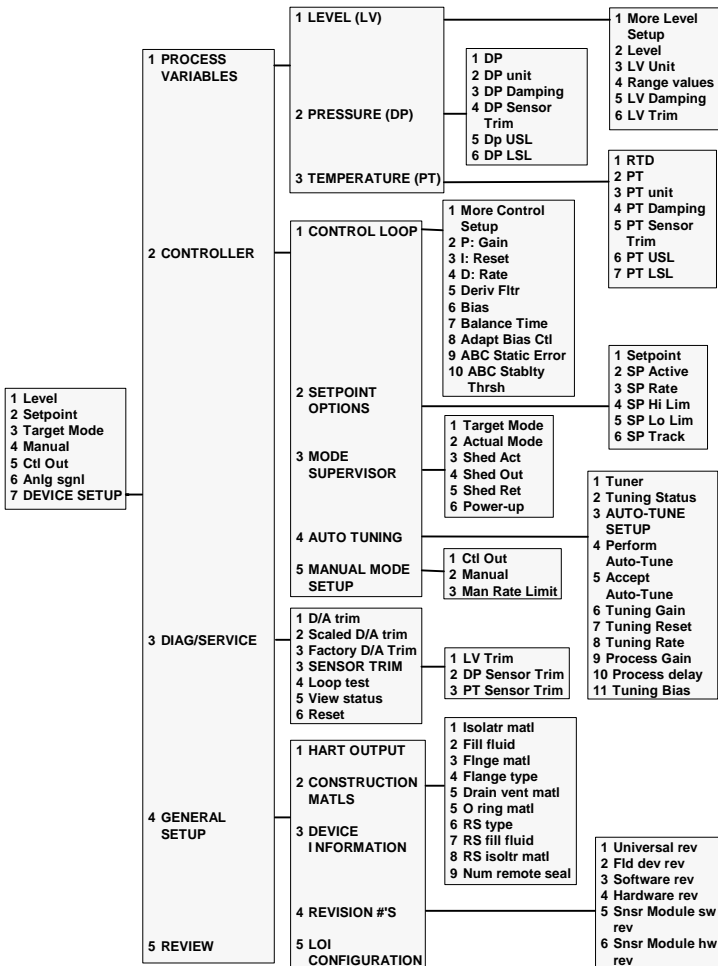 1 Level
2 Setpoint
3 Target Mode
4 Manual
5 Ctl Out
6 Anlg sgnl
7 DEVICE SETUP
1 PROCESS
VARIABLES
2 CONTROLLER
3 DIAG/SERVICE
4 GENERAL
SETUP
5 REVIEW
1 LEVEL (LV)
2 PRESSURE (DP)
3 TEMPERATURE (PT)
1 More Level
Setup
2 Level
3 LV Unit
4 Range values
5 LV Damping
6 LV Trim
1 DP
2 DP unit
3 DP Damping
4 DP Sensor
Trim
5 Dp USL
6 DP LSL
1 RTD
2 PT
3 PT unit
4 PT Damping
5 PT Sensor
Trim
6 PT USL
7 PT LSL
1 CONTROL LOOP
2 SETPOINT
OPTIONS
3 MODE
SUPERVISOR
4 AUTO TUNING
5 MANUAL MODE
SETUP
1 More Control
Setup
2 P: Gain
3 I: Reset
4 D: Rate
5 Deriv Fltr
6 Bias
7 Balance Time
8 Adapt Bias Ctl
9 ABC Static Error
10 ABC Stablty
Thrsh
1 Setpoint
2 SP Active
3 SP Rate
4 SP Hi Lim
5 SP Lo Lim
6 SP Track
1 Target Mode
2 Actual Mode
3 Shed Act
4 Shed Out
5 Shed Ret
6 Power-up
1 Tuner
2 Tuning Status
3 AUTO-TUNE
SETUP
4 Perform
Auto-Tune
5 Accept
Auto-Tune
6 Tuning Gain
7 Tuning Reset
8 Tuning Rate
9 Process Gain
10 Process delay
11 Tuning Bias
1 Ctl Out
2 Manual
3 Man Rate Limit
1 D/A trim
2 Scaled D/A trim
3 Factory D/A Trim
3 SENSOR TRIM
4 Loop test
5 View status
6 Reset
1 LV Trim
2 DP Sensor Trim
3 PT Sensor Trim
1 HART OUTPUT
2 CONSTRUCTION
MATLS
3 DEVICE
INFORMATION
4 REVISION #'S
5 LOI
CONFIGURATION
1 Isolatr matl
2 Fill fluid
3 Flnge matl
4 Flange type
5 Drain vent matl
5 O ring matl
6 RS type
7 RS fill fluid
8 RS isoltr matl
9 Num remote seal
1 Universal rev
2 Fld dev rev
3 Software rev
4 Hardware rev
5 Snsr Module sw
rev
6 Snsr Module hw
rev